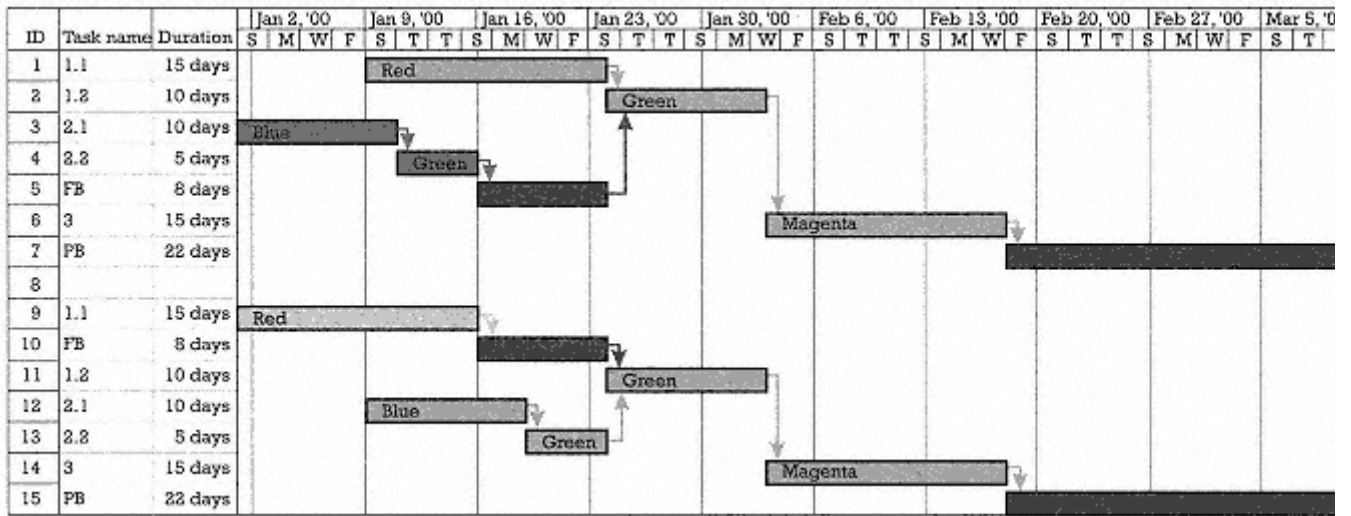 Jan 2, '00 Jan 9, '00 Jan 16, '00 Jan 23, '00 Jan 30, '00 Feb 6, '00 Feb 13, '00 Feb 20, '00 Feb 27, '00 Mar 5, '0
ID Task name Duration S M W F S T T S M W F S T T S M W F S T T S M W F S T T S M W F S T
1 1.1 15 days Red
2 1.2 10 days Green
3 2.1 10 days Blue
4 2.2 5 days Green
5 FB 8 days
6 3 15 days Magenta
7 PB 22 days
8
9 1.1 15 days Red
10 FB 8 days
11 1.2 10 days Green
12 2.1 10 days Blue
13 2.2 5 days Green
14 3 15 days Magenta
15 PB 22 days